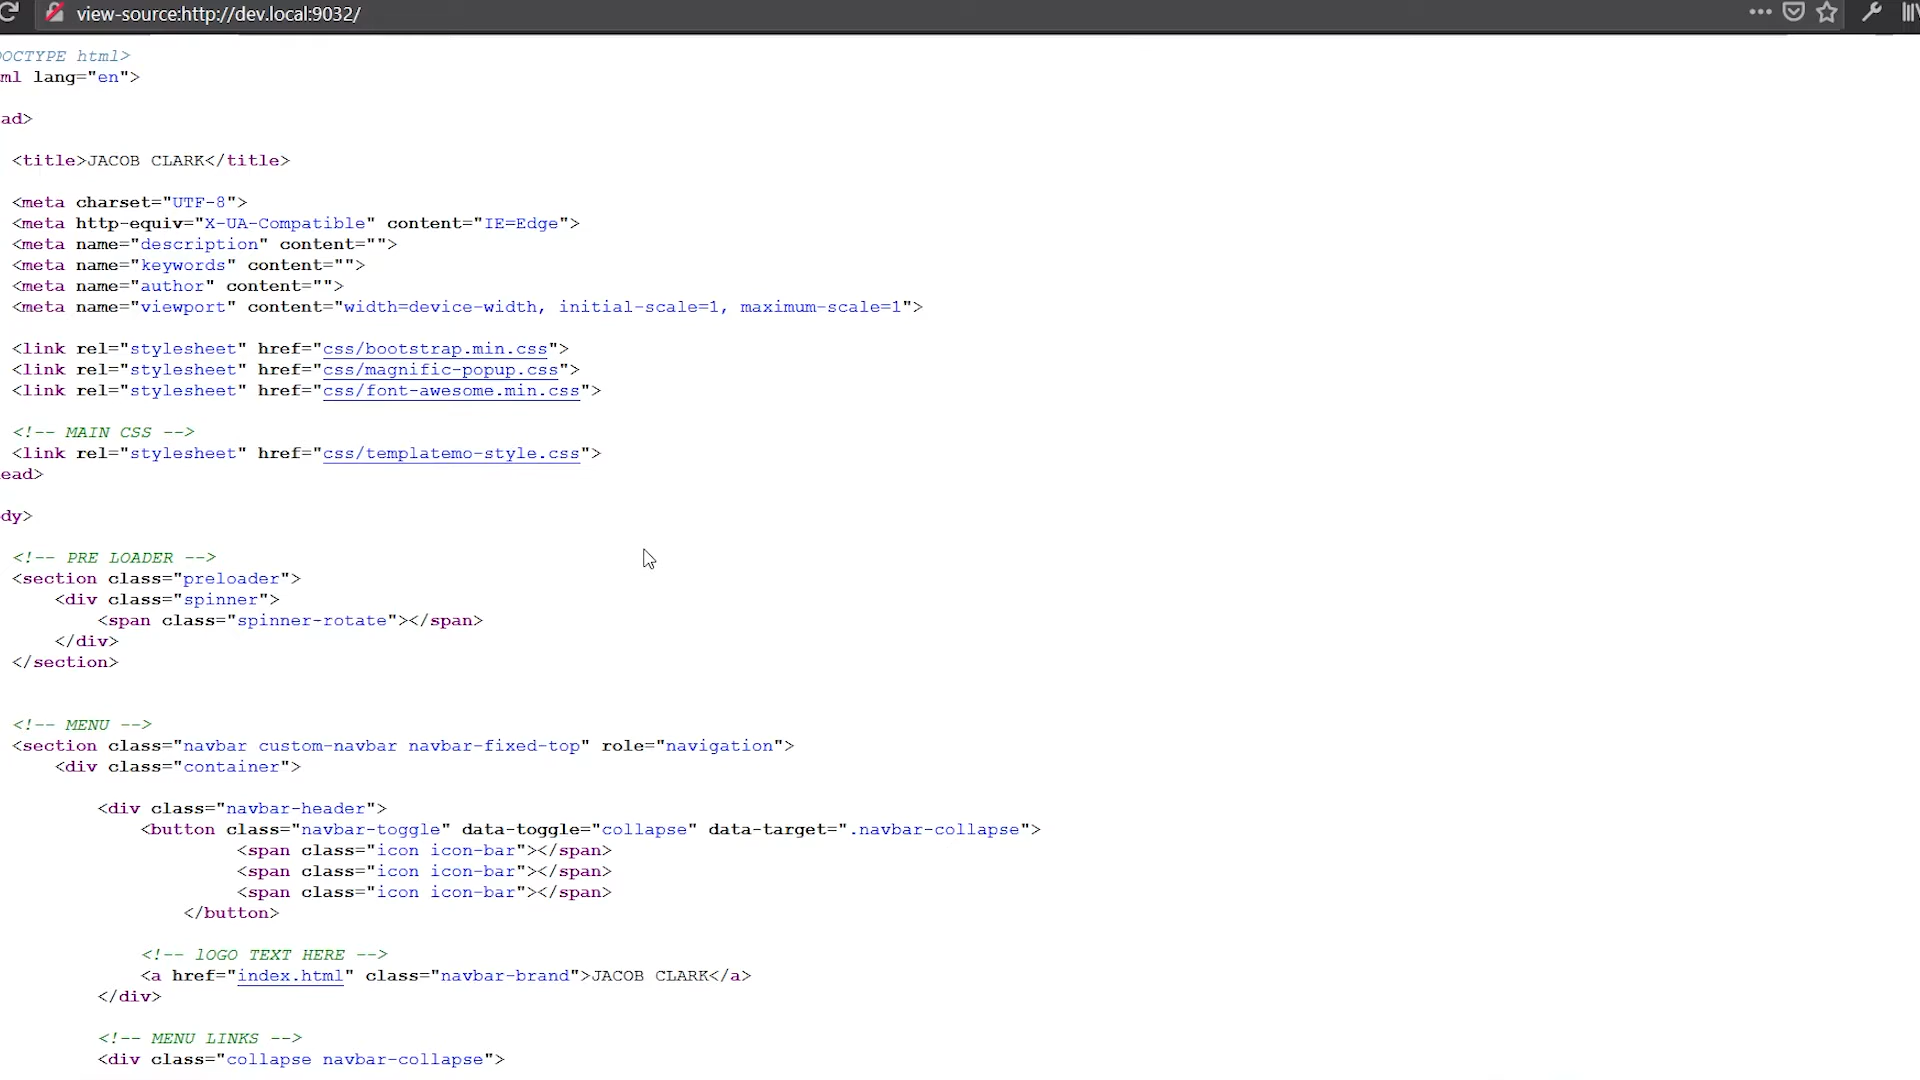 view-source:http://dev.local:9032/
DOCTYPE html>
ml lang="en">
ad>
<title>JACOB CLARK</title>
<meta charset="UTF-8">
<meta http-equiv="X-UA-Compatible" content="IE=Edge">
<meta name="description" content="">
<meta name="keywords" content="">
<meta name="author" content="">
<meta name="viewport" content="width=device-width, initial-scale=1, maximum-scale=1">
<link rel="stylesheet" href="css/bootstrap.min.css">
<link rel="stylesheet" href="css/magnific-popup.css">
<link rel="stylesheet" href="css/font-awesome.min.css">
<!-- MAIN CSS -->
<link rel="stylesheet" href="css/templatemo-style.css">
ead>
dy>
<!-- PRE LOADER -->
<section class="preloader">
<div class="spinner">
<span class="spinner-rotate"></span>
</div>
</section>
<!-- MENU -->
<section class="navbar custom-navbar navbar-fixed-top" role="navigation">
<div class="container">
<div class="navbar-header">
<button class="navbar-toggle" data-toggle="collapse" data-target=".navbar-collapse">
<span class="icon icon-bar"></span>
<span class="icon icon-bar"></span>
<span class="icon icon-bar"></span>
</button>
<!-- lOGO TEXT HERE -->
<a href="index.html" class="navbar-brand">JACOB CLARK</a>
</div>
<!-- MENU LINKS -->
<div class="collapse navbar-collapse">